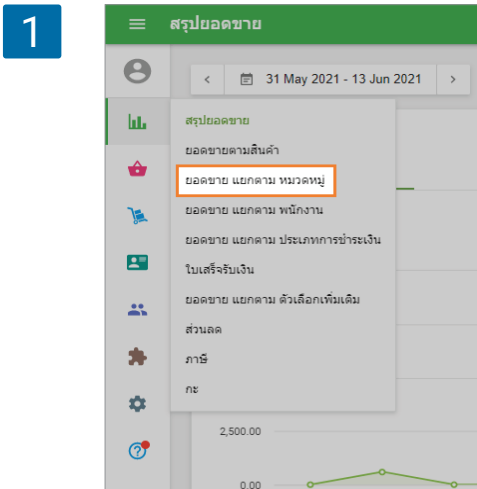 1
สรุปยอดขาย
31 May 2021 - 13 Jun 2021
สรุปยอดขาย
ยอดขายตามสินค้า
ยอดขาย แยกตาม หมวดหมู่
ยอดขาย แยกตาม พนักงาน
ยอดขาย แยกตาม ประเภทการชำระเงิน
ใบเสร็จรับเงิน
ยอดขาย แยกตาม ตัวเลือกเพิ่มเติม
ส่วนลด
ภาษี
กะ
2,500.00
0.00